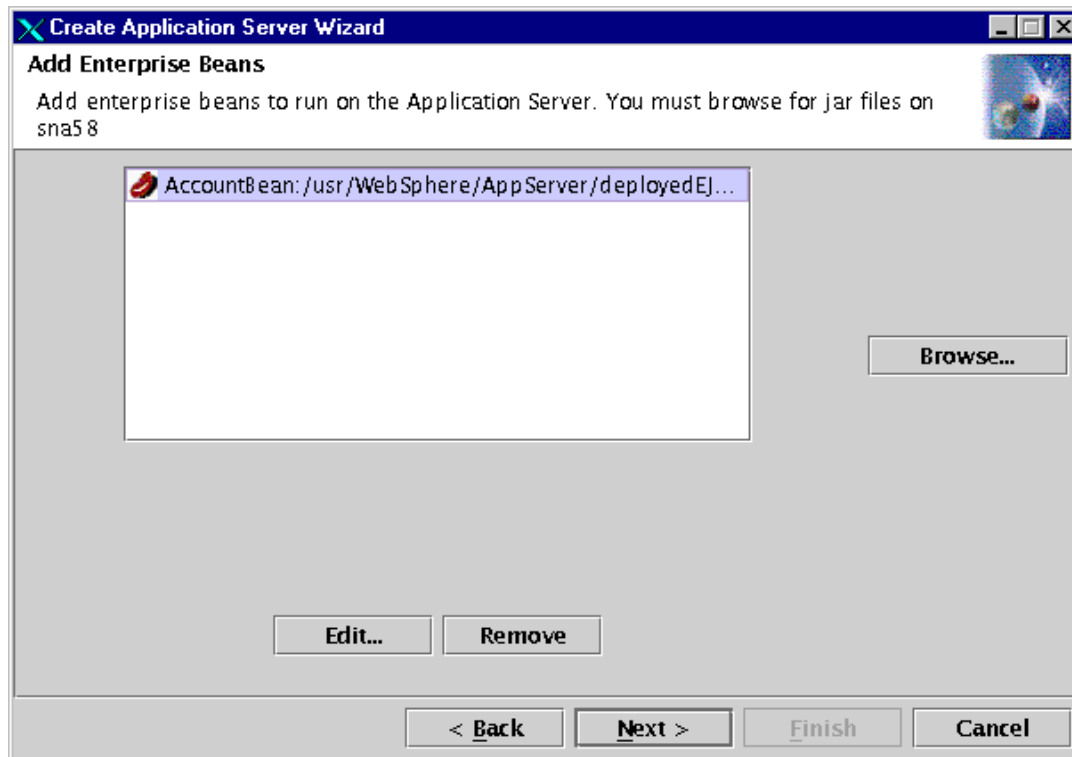 Create Application Server Wizard
Add Enterprise Beans
Add enterprise beans to run on the Application Server. You must browse for jar files on
sna58
AccountBean:/usr/WebSphere/AppServer/deployedEJ...
Browse...
Edit... Remove
< Back Next > Finish Cancel